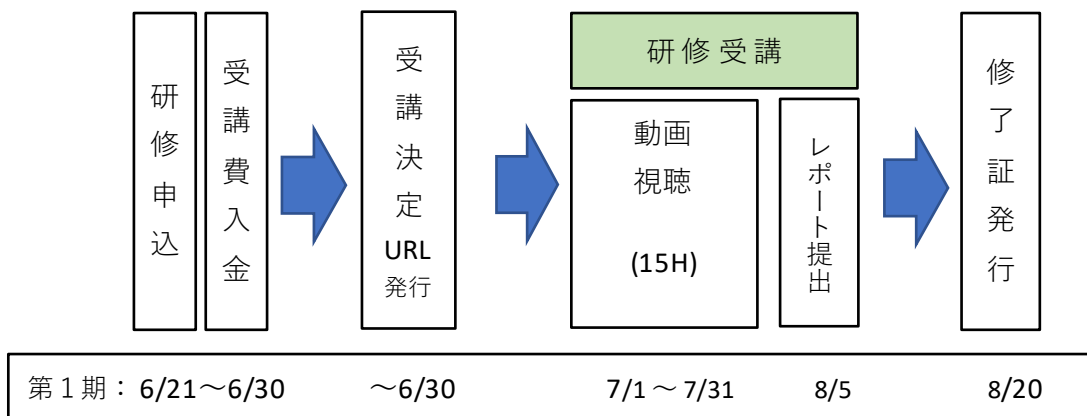 研修申込
受講費入金
受講決定
URL
発行
研修受講
動画
視聴
(15H)
レポート提出
修了証発行
第1期：6/21～6/30 ～6/30 7/1～7/31 8/5 8/20